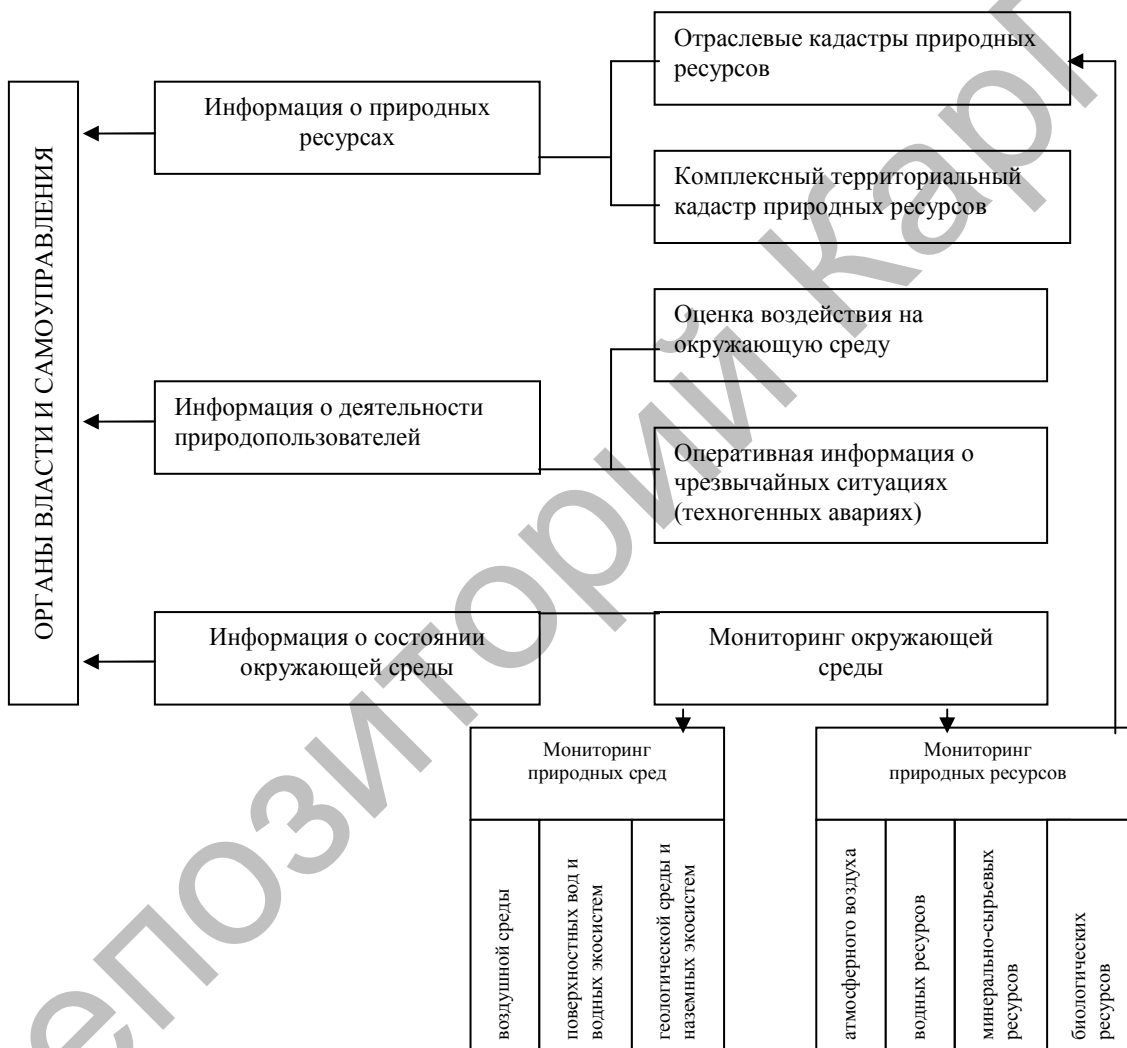 ОРГАНЫ ВЛАСТИ И САМОУПРАВЛЕНИЯ
Информация о природных
ресурсах
Отраслевые кадастры природных
ресурсов
Комплексный территориальный
кадастр природных ресурсов
Информация о деятельности
природопользователей
Оценка воздействия на
окружающую среду
Оперативная информация о
чрезвычайных ситуациях
(техногенных авариях)
Информация о состоянии
окружающей среды
Мониторинг окружающей
среды
Мониторинг
природных сред
воздушной среды
поверхностных вод и
водных экосистем
геологической среды и
наземных экосистем
Мониторинг
природных ресурсов
атмосферного воздуха
водных ресурсов
минерально-сырьевых
ресурсов
биологических
ресурсов